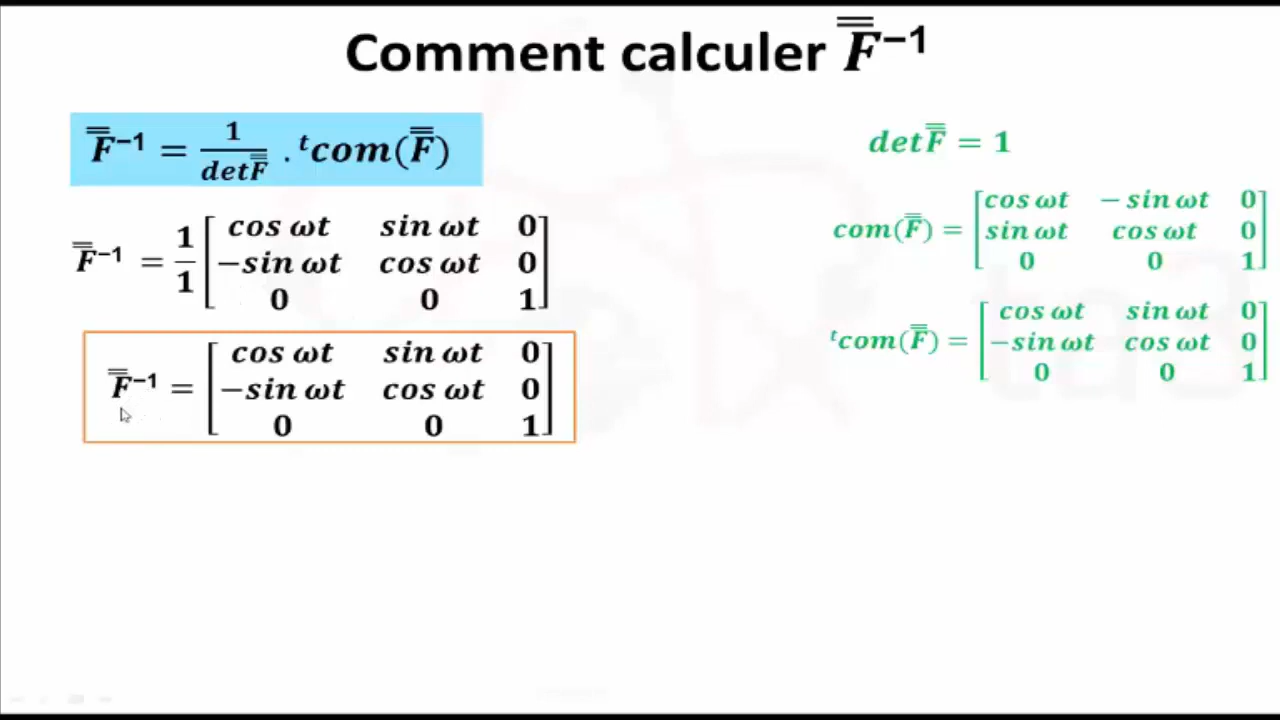 Comment calculer F̿⁻¹
F̿⁻¹ = 1/detF̿ . ᵗcom(F̿)
F̿⁻¹ = 1/1 [cos ωt sin ωt 0
−sin ωt cos ωt 0
0 0 1]
F̿⁻¹ = [cos ωt sin ωt 0
−sin ωt cos ωt 0
0 0 1]
detF̿ = 1
com(F̿) = [cos ωt − sin ωt 0
sin ωt cos ωt 0
0 0 1]
ᵗcom(F̿) = [cos ωt sin ωt 0
−sin ωt cos ωt 0
0 0 1]